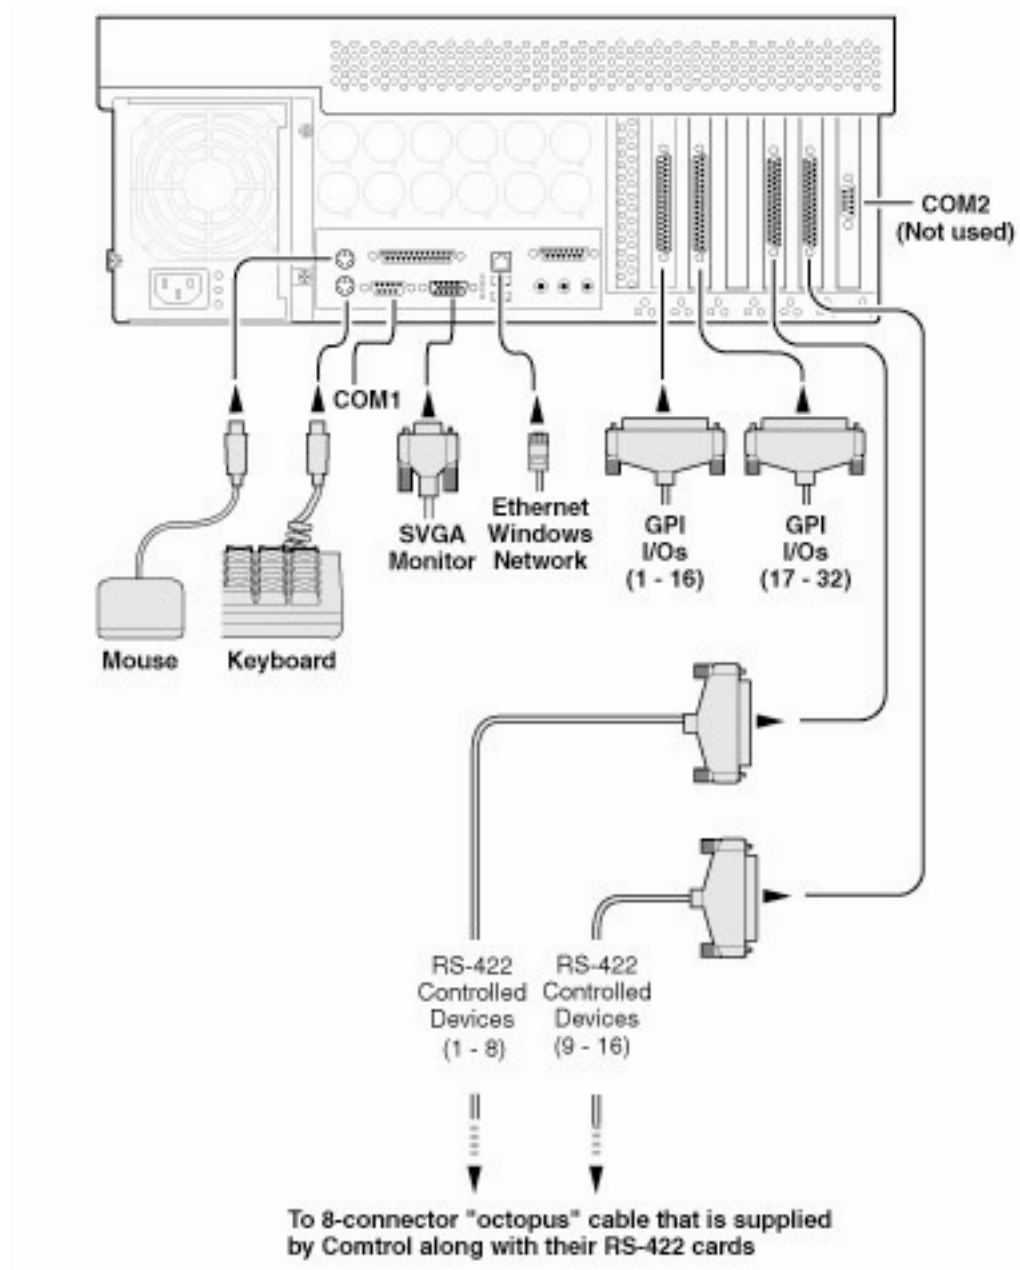 COM2
(Not used)
COM1
SVGA
Monitor
Ethernet
Windows
Network
GPI
I/Os
(1 - 16)
GPI
I/Os
(17 - 32)
Mouse
Keyboard
RS-422
Controlled
Devices
(1 - 8)
RS-422
Controlled
Devices
(9 - 16)
To 8-connector "octopus" cable that is supplied
by Comtrol along with their RS-422 cards